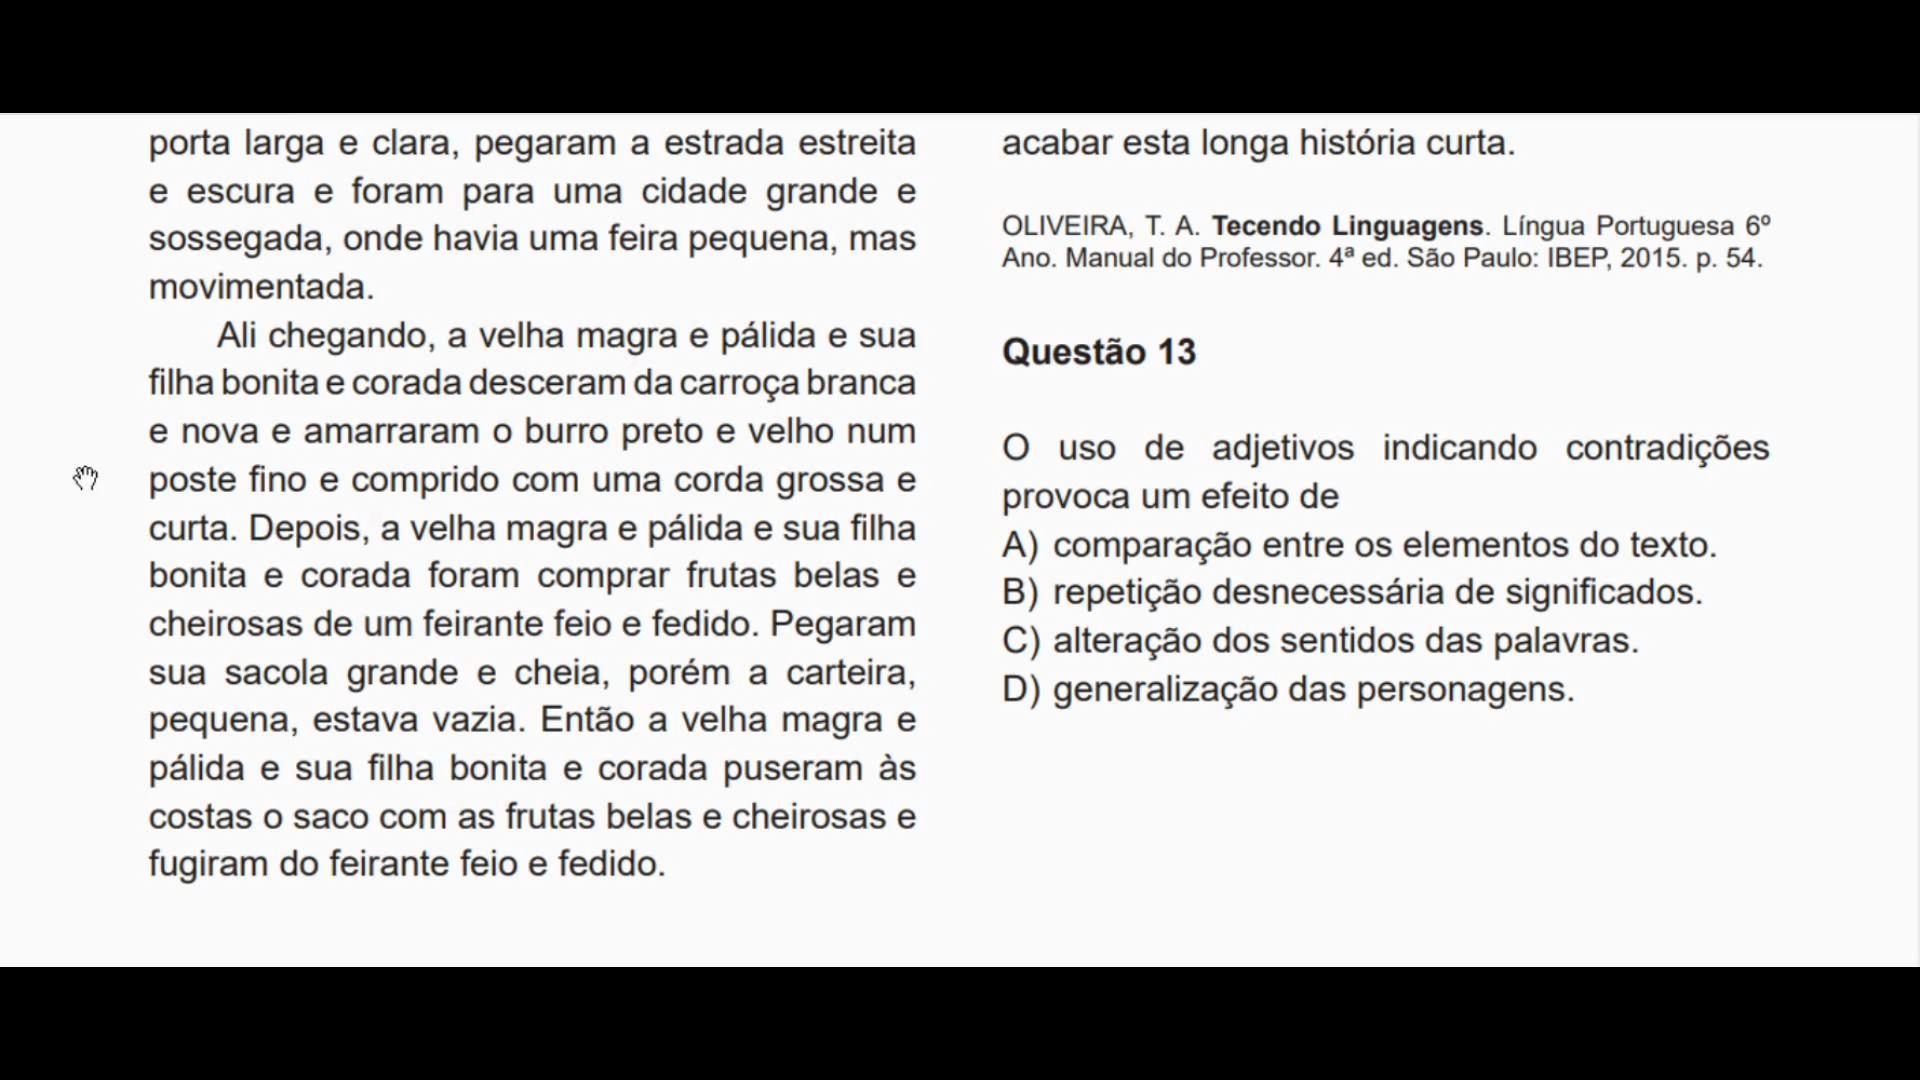 porta larga e clara, pegaram a estrada estreita
e escura e foram para uma cidade grande e
sossegada, onde havia uma feira pequena, mas
movimentada.
Ali chegando, a velha magra e pálida e sua
filha bonita e corada desceram da carroça branca
e nova e amarraram o burro preto e velho num
poste fino e comprido com uma corda grossa e
curta. Depois, a velha magra e pálida e sua filha
bonita e corada foram comprar frutas belas e
cheirosas de um feirante feio e fedido. Pegaram
sua sacola grande e cheia, porém a carteira,
pequena, estava vazia. Então a velha magra e
pálida e sua filha bonita e corada puseram às
costas o saco com as frutas belas e cheirosas e
fugiram do feirante feio e fedido.
acabar esta longa história curta.
OLIVEIRA, T. A. Tecendo Linguagens. Língua Portuguesa 6º
Ano. Manual do Professor. 4ª ed. São Paulo: IBEP, 2015. p. 54.
Questão 13
O uso de adjetivos indicando contradições
provoca um efeito de
A) comparação entre os elementos do texto.
B) repetição desnecessária de significados.
C) alteração dos sentidos das palavras.
D) generalização das personagens.